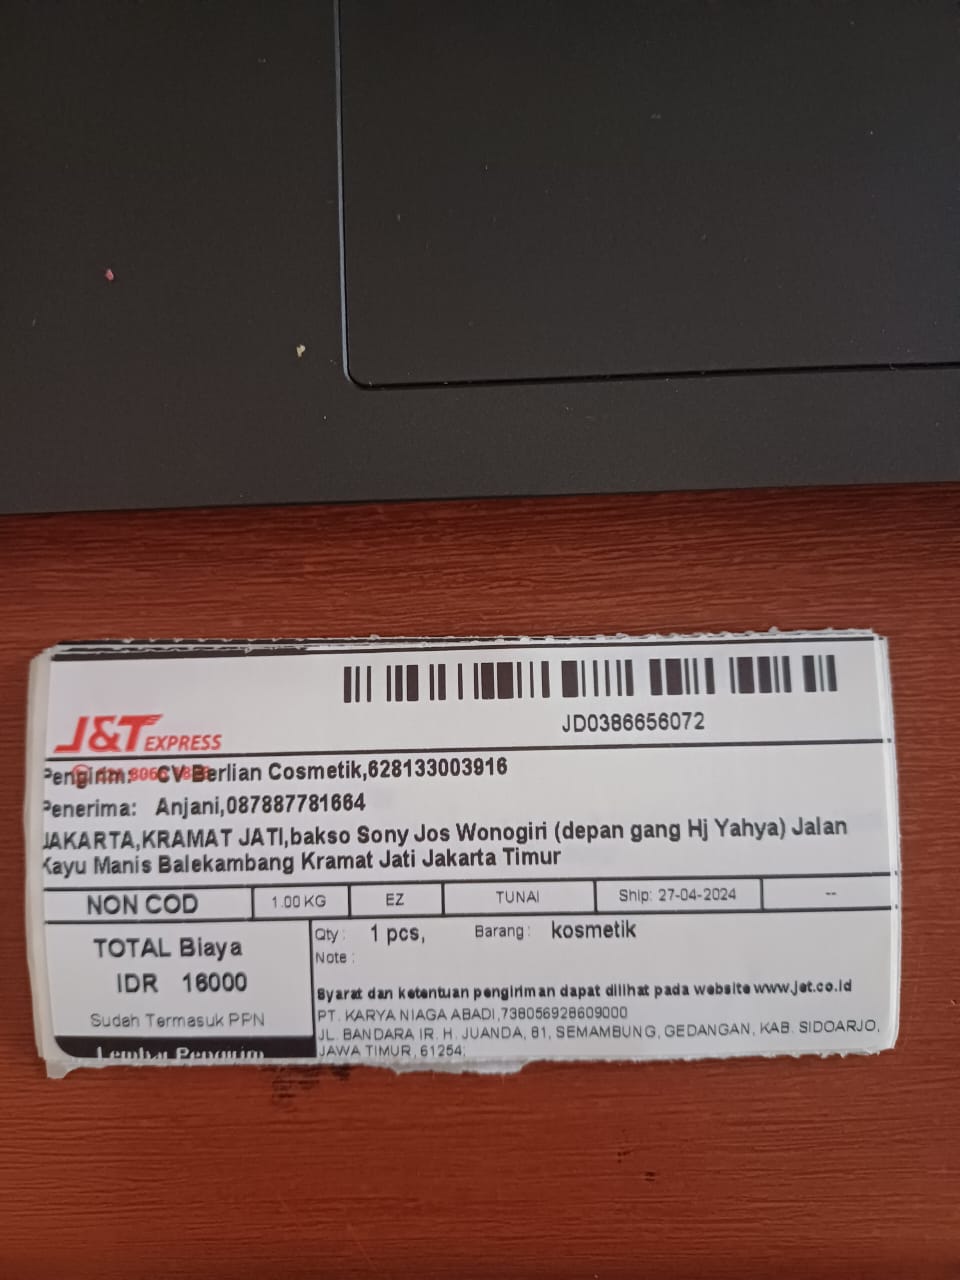 JD0386656072
J&T EXPRESS
Pengirim: CV Berlian Cosmetik,628133003916
Penerima: Anjani,087887781664
JAKARTA,KRAMAT JATI,bakso Sony Jos Wonogiri (depan gang Hj Yahya) Jalan
Kayu Manis Balekambang Kramat Jati Jakarta Timur
NON COD 1.00 KG EZ TUNAI Ship: 27-04-2024 --
TOTAL Biaya
IDR 16000
Sudah Termasuk PPN
Lembar Pengirim
Qty : 1 pcs, Barang : kosmetik
Note :
Syarat dan ketentuan pengiriman dapat dilihat pada website www.jet.co.id
PT. KARYA NIAGA ABADI,738056928609000
JL. BANDARA IR. H. JUANDA, 81, SEMAMBUNG, GEDANGAN, KAB. SIDOARJO,
JAWA TIMUR, 61254;